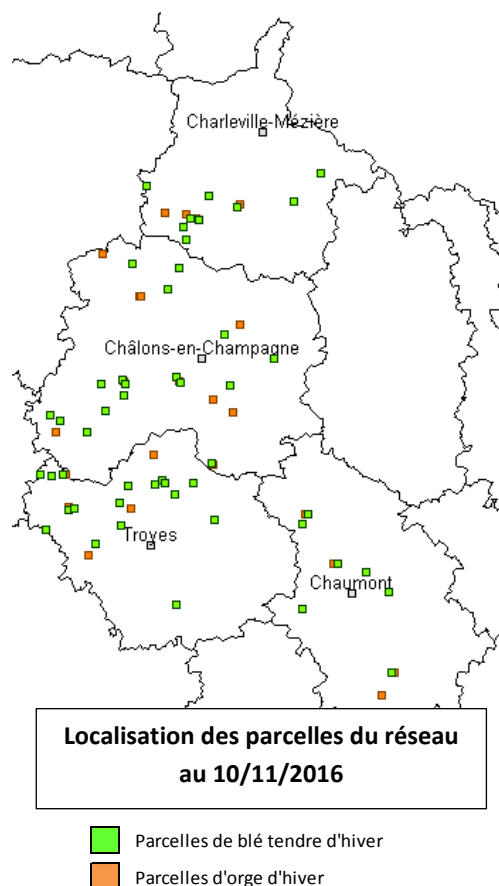 Charleville-Mézière
Châlons-en-Champagne
Troyes
Chaumont
Localisation des parcelles du réseau
au 10/11/2016
Parcelles de blé tendre d'hiver
Parcelles d'orge d'hiver